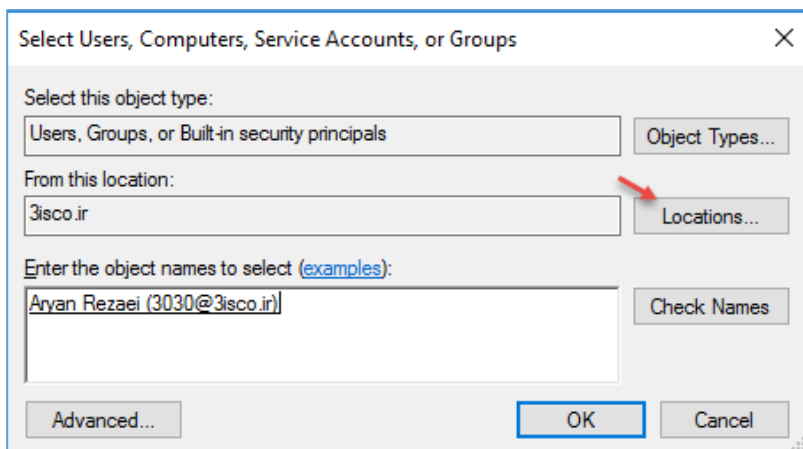 Select Users, Computers, Service Accounts, or Groups
Select this object type:
Users, Groups, or Built-in security principals
Object Types...
From this location:
3isco.ir
Locations...
Enter the object names to select (examples):
Aryan Rezaei (3030@3isco.ir)
Check Names
Advanced...
OK
Cancel